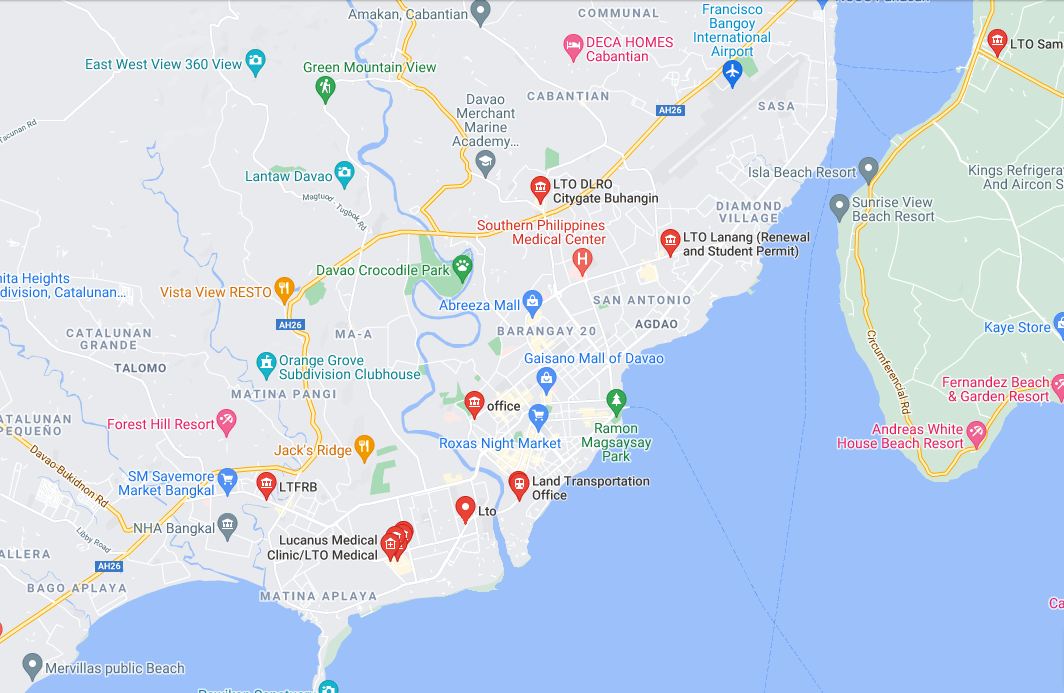 Amakan, Cabantian
COMMUNAL
Francisco
Bangoy
International
Airport
DECA HOMES
Cabantian
LTO Sam
East West View 360 View
Green Mountain View
CABANTIAN
AH26
SASA
Davao
Merchant
Marine
Academy...
Tacunan Rd
Lantaw Davao
LTO DLRO
Citygate Buhangin
Isla Beach Resort
Kings Refrigera
And Aircon S
Magtuod
Tugbok Rd
DIAMOND
VILLAGE
Sunrise View
Beach Resort
Southern Philippines
Medical Center
LTO Lanang (Renewal
and Student Permit)
Davao Crocodile Park
nita Heights
division, Catalunan...
Vista View RESTO
Abreeza Mall
SAN ANTONIO
AH26
MA-A
BARANGAY 20
AGDAO
Kaye Store
CATALUNAN
GRANDE
TALOMO
Orange Grove
Subdivision Clubhouse
Gaisano Mall of Davao
Circumferencial Rd
MATINA PANGI
Fernandez Beach
& Garden Resort
office
CATALUNAN
PEQUEÑO
Forest Hill Resort
Roxas Night Market
Ramon
Magsaysay
Park
Andreas White
House Beach Resort
Jack's Ridge
Davao-Bukidnon Rd
SM Savemore
Market Bangkal
LTFRB
Land Transportation
Office
Lto
NHA Bangkal
Libby Road
Lucanus Medical
Clinic/LTO Medical
ALLERA
AH26
BAGO APLAYA
MATINA APLAYA
Ca
Mervillas public Beach